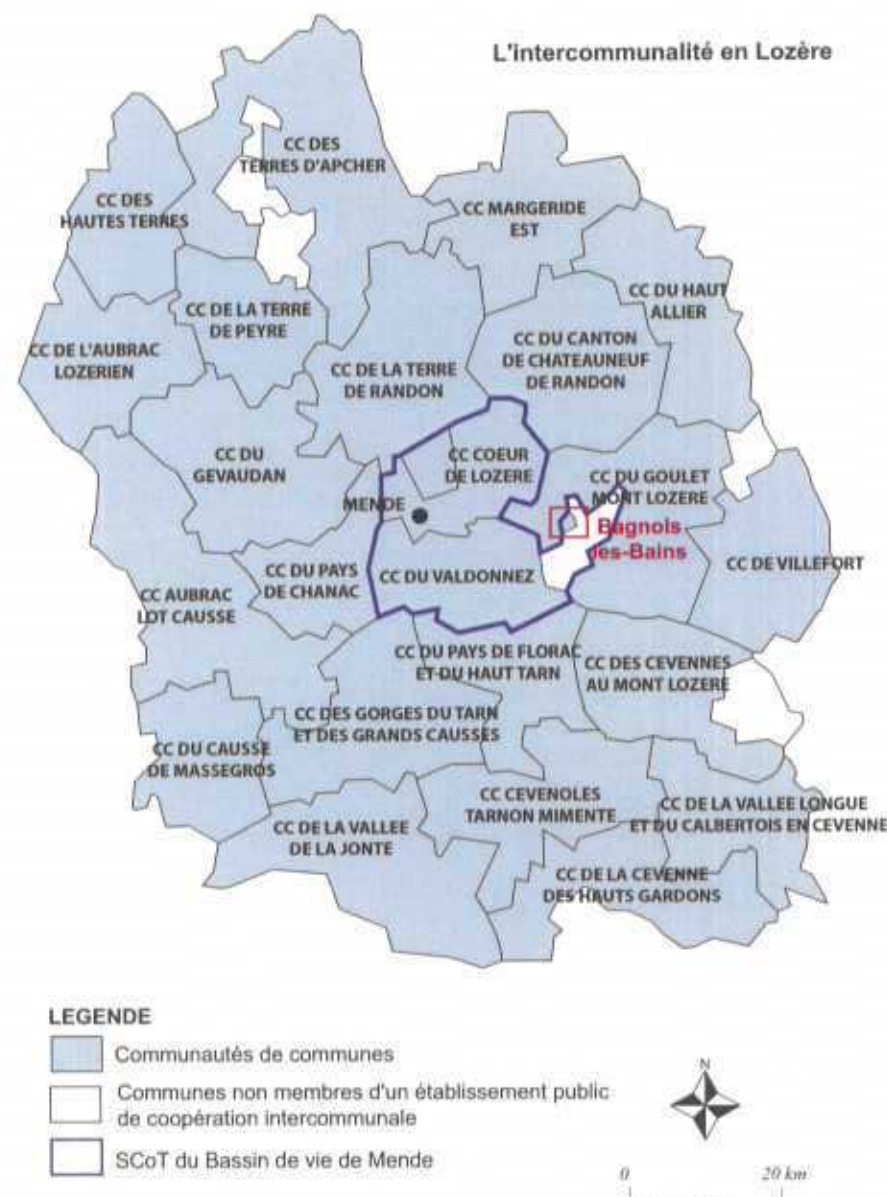 L'intercommunalité en Lozère
CC DES
TERRES D'APCHER
CC DES
HAUTES TERRES
CC MARGERIDE
EST
CC DU HAUT
ALLIER
CC DE LA TERRE
DE PEYRE
CC DE L'AUBRAC
LOZERIEN
CC DE LA TERRE
DE RANDON
CC DU CANTON
DE CHATEAUNEUF
DE RANDON
CC DU
GEVAUDAN
CC COEUR
DE LOZERE
CC DU GOULET
MONT LOZERE
MENDE
Bagnols
les-Bains
CC DE VILLEFORT
CC DU PAYS
DE CHANAC
CC DU VALDONNEZ
CC AUBRAC
LOT CAUSSE
CC DU PAYS DE FLORAC
ET DU HAUT TARN
CC DES CEVENNES
AU MONT LOZERE
CC DES GORGES DU TARN
ET DES GRANDS CAUSSES
CC DU CAUSSE
DE MASSEGROS
CC CEVENOLES
TARNON MIMENTE
CC DE LA VALLEE LONGUE
ET DU CALBERTOIS EN CEVENNE
CC DE LA VALLEE
DE LA JONTE
CC DE LA CEVENNE
DES HAUTS GARDONS
LEGENDE
Communautés de communes
Communes non membres d'un établissement public
de coopération intercommunale
SCoT du Bassin de vie de Mende
N
0 20 km